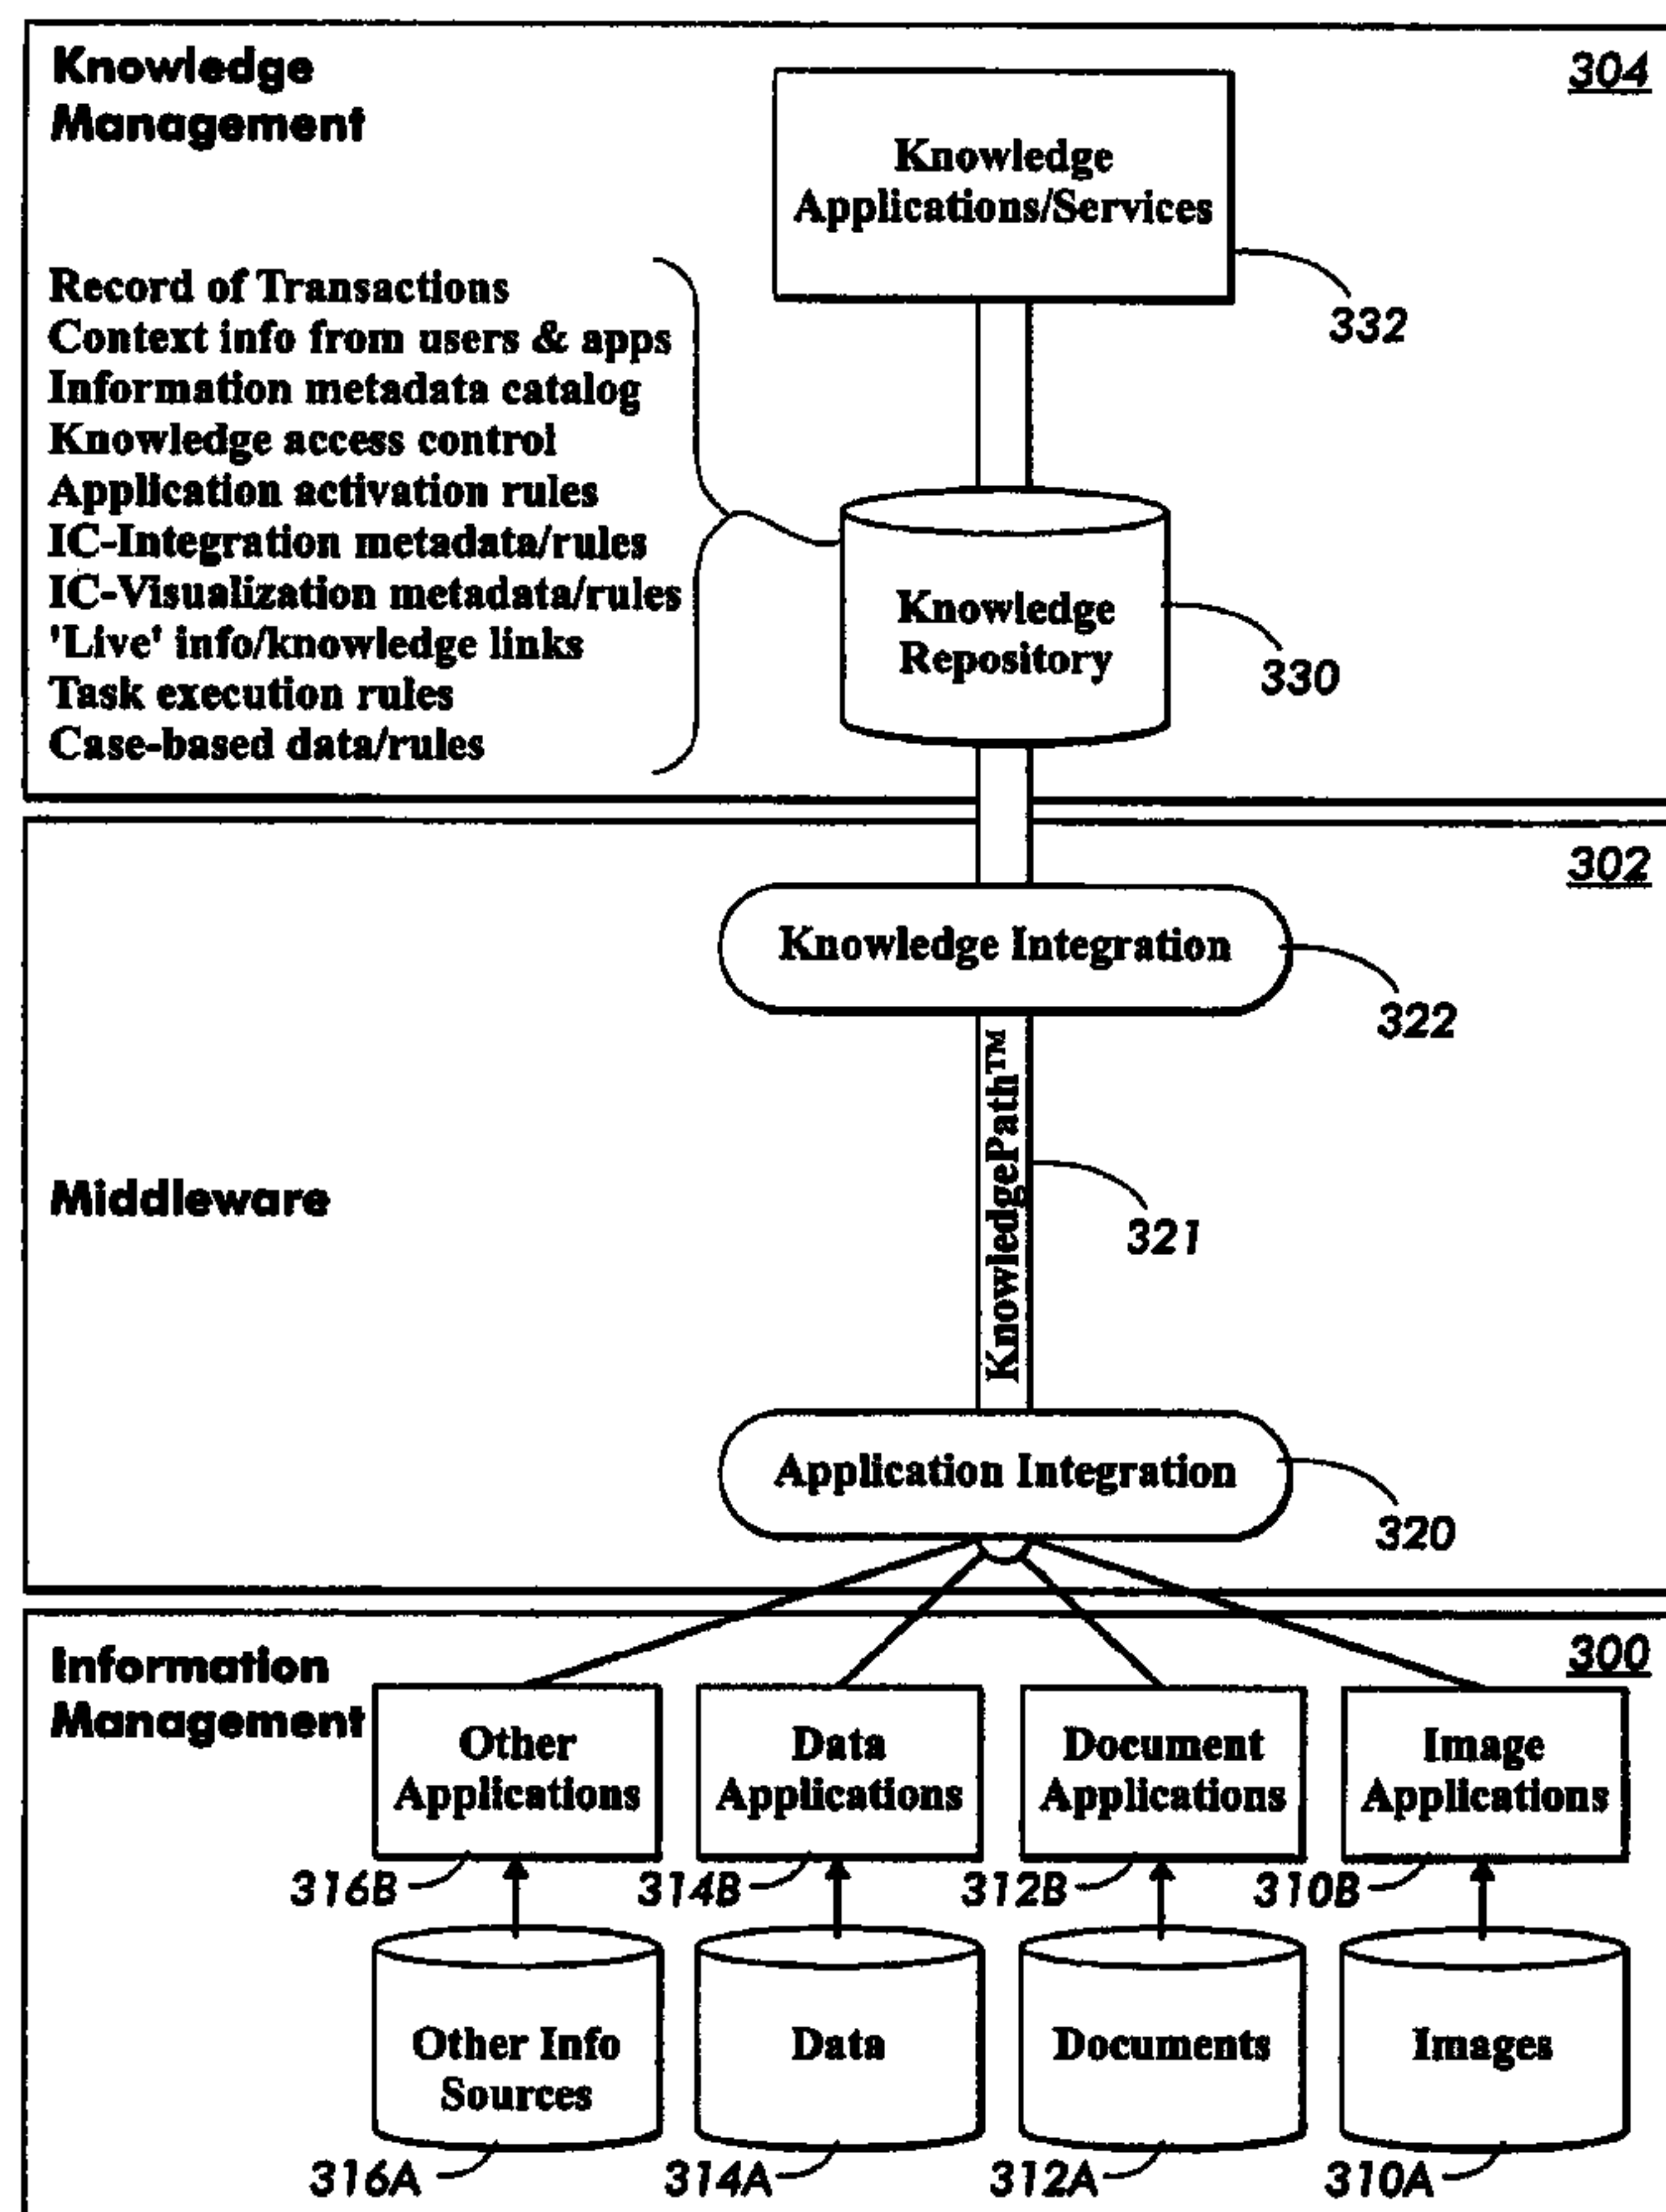 Knowledge
Management
304
Knowledge
Applications/Services
332
Record of Transactions
Context info from users & apps
Information metadata catalog
Knowledge access control
Application activation rules
IC-Integration metadata/rules
IC-Visualization metadata/rules
'Live' info/knowledge links
Task execution rules
Case-based data/rules
Knowledge
Repository
330
302
Knowledge Integration
322
KnowledgePath™
321
Middleware
Application Integration
320
Information
Management
300
Other
Applications
316B
Data
Applications
314B
Document
Applications
312B
Image
Applications
310B
Other Info
Sources
316A
Data
314A
Documents
312A
Images
310A